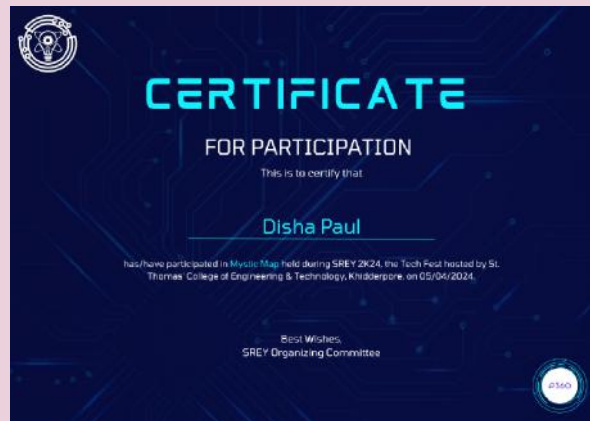 CERTIFICATE
FOR PARTICIPATION
This is to certify that
Disha Paul
has/have participated in Mystic Map held during SREY 2K24, the Tech Fest hosted by St.
Thomas' College of Engineering & Technology, Khidderpore, on 05/04/2024.
Best Wishes,
SREY Organizing Committee